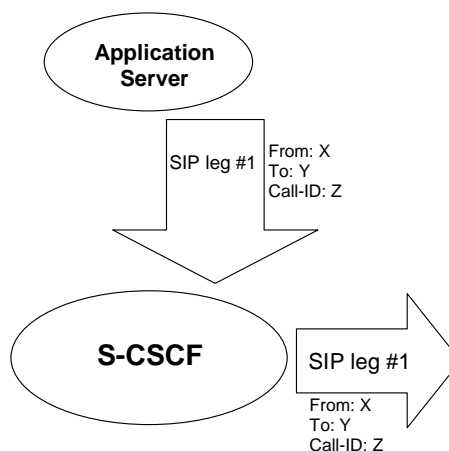 Application
Server
SIP leg #1
From: X
To: Y
Call-ID: Z
S-CSCF
SIP leg #1
From: X
To: Y
Call-ID: Z